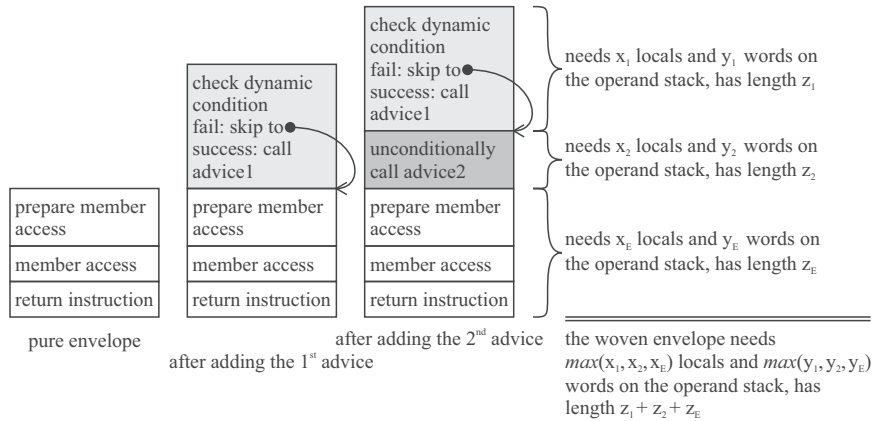 check dynamic
condition
fail: skip to
success: call
advice1
unconditionally
call advice2
prepare member
access
member access
return instruction
after adding the 2nd advice
check dynamic
condition
fail: skip to
success: call
advice1
prepare member
access
member access
return instruction
after adding the 1st advice
prepare member
access
member access
return instruction
pure envelope
needs x1 locals and y1 words on
the operand stack, has length z1
needs x2 locals and y2 words on
the operand stack, has length z2
needs xE locals and yE words on
the operand stack, has length zE
the woven envelope needs
max(x1, x2, xE) locals and max(y1, y2, yE)
words on the operand stack, has
length z1 + z2 + zE